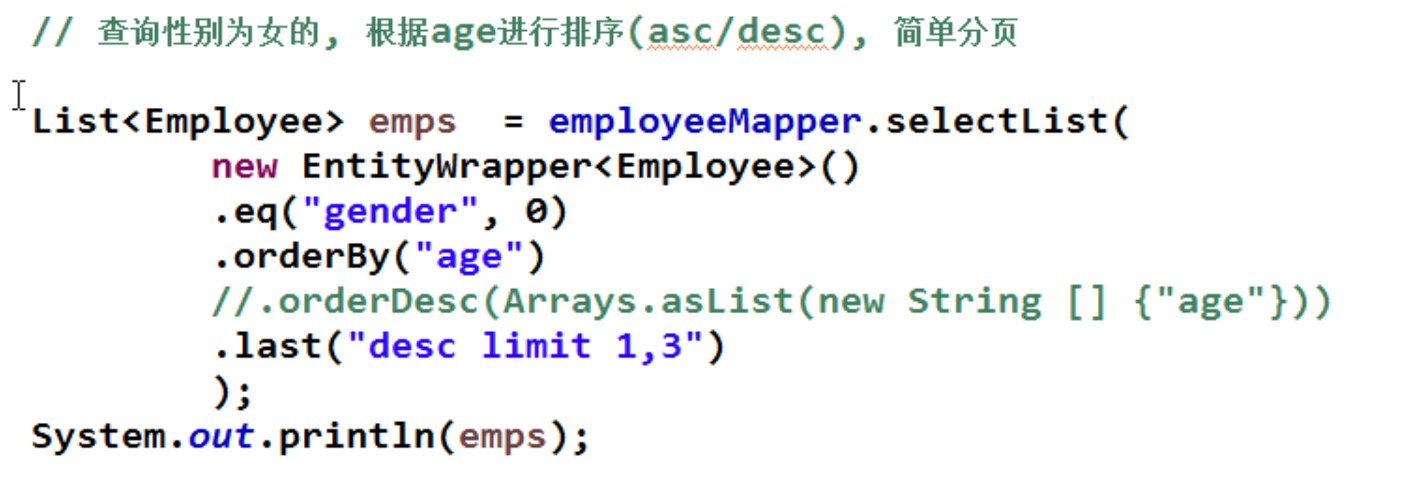 // 查询性别为女的, 根据age进行排序(asc/desc), 简单分页
List<Employee> emps  = employeeMapper.selectList(
new EntityWrapper<Employee>()
.eq("gender", 0)
.orderBy("age")
//.orderDesc(Arrays.asList(new String [] {"age"}))
.last("desc limit 1,3")
);
System.out.println(emps);